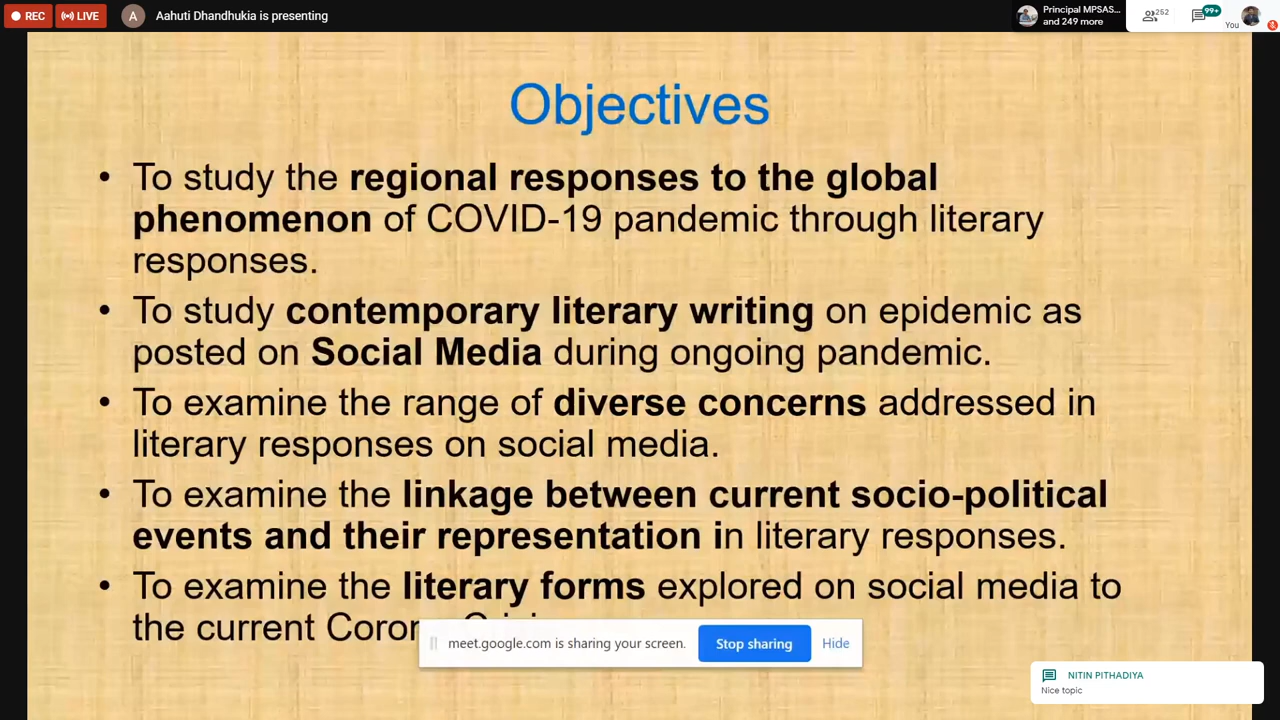 REC
LIVE
A
Aahuti Dhandhukia is presenting
Principal MPSAS...
and 249 more
252
99+
You
Objectives
• To study the regional responses to the global
phenomenon of COVID-19 pandemic through literary
responses.
• To study contemporary literary writing on epidemic as
posted on Social Media during ongoing pandemic.
• To examine the range of diverse concerns addressed in
literary responses on social media.
• To examine the linkage between current socio-political
events and their representation in literary responses.
• To examine the literary forms explored on social media to
the current
meet.google.com is sharing your screen.
Stop sharing
Hide
NITIN PITHADIYA
Nice topic